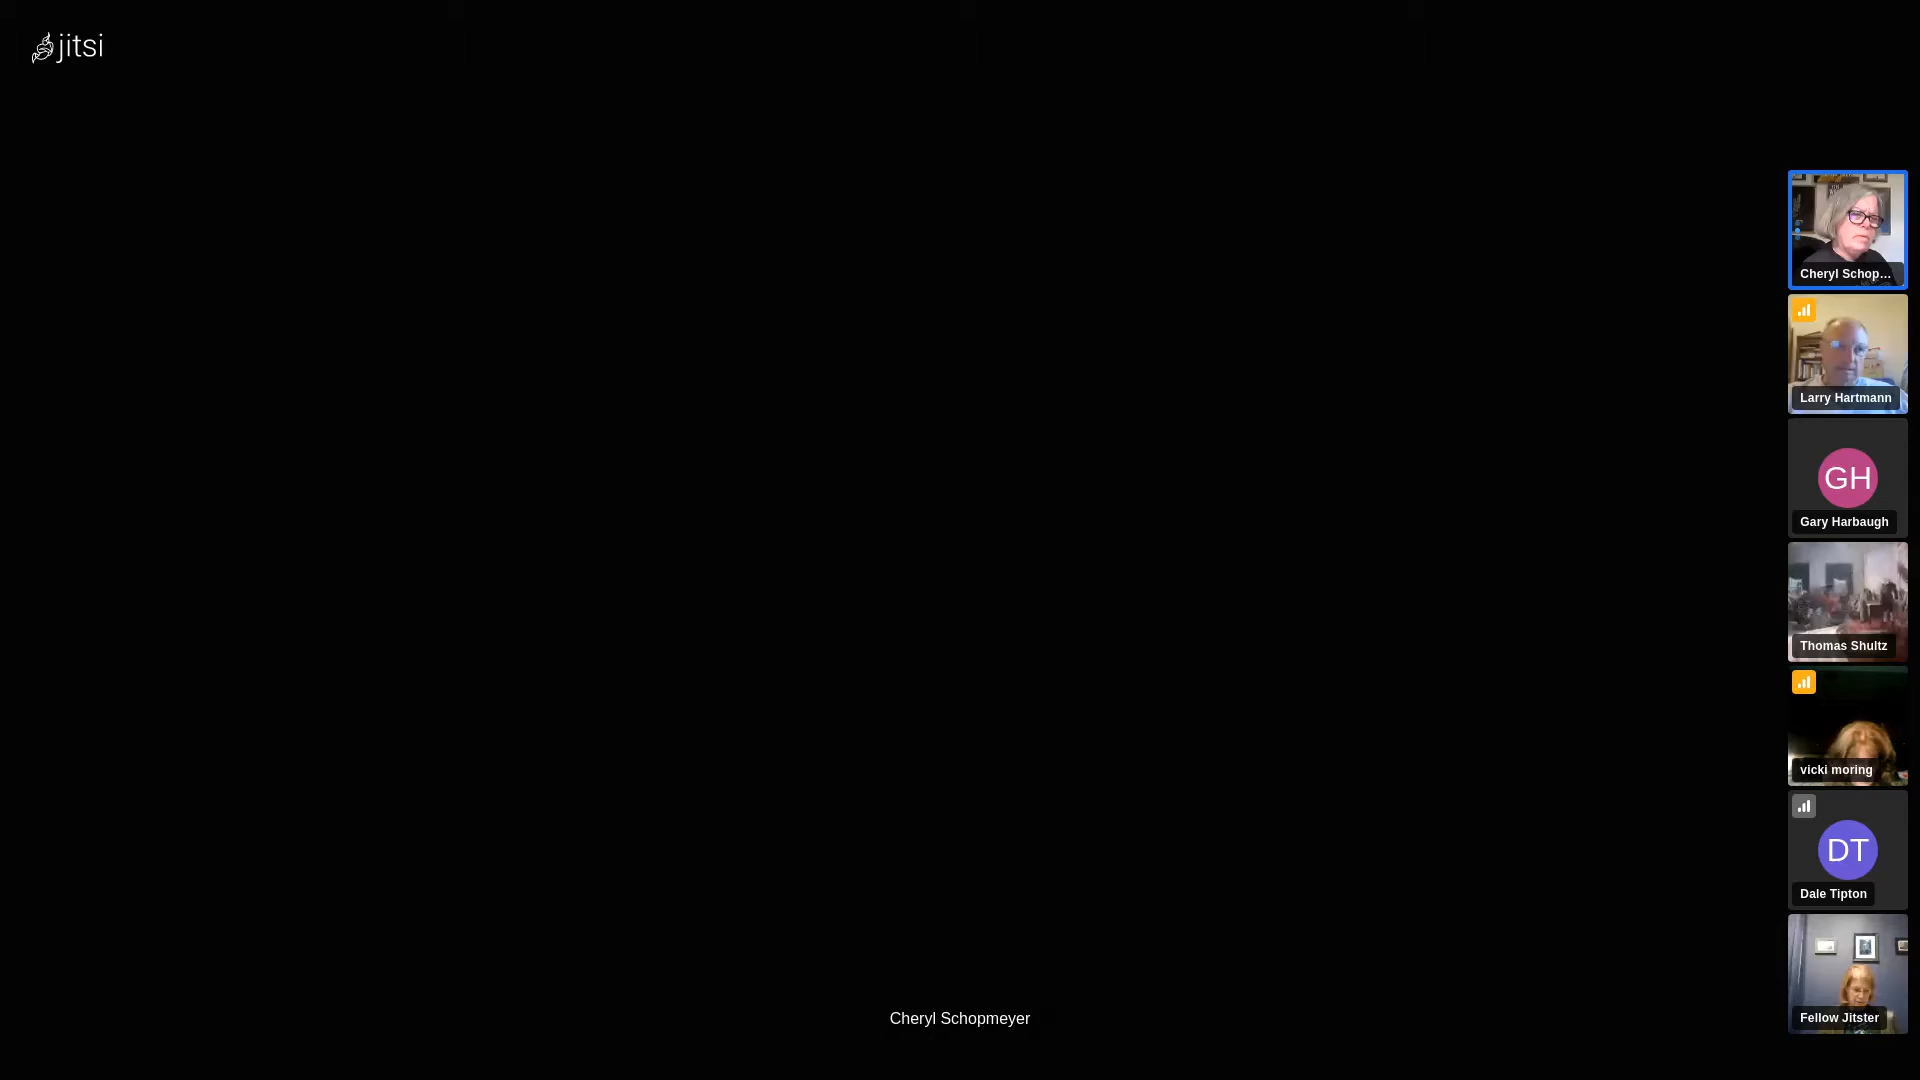 jitsi
Cheryl Schop...
Larry Hartmann
GH
Gary Harbaugh
Thomas Shultz
vicki moring
DT
Dale Tipton
Fellow Jitster
Cheryl Schopmeyer